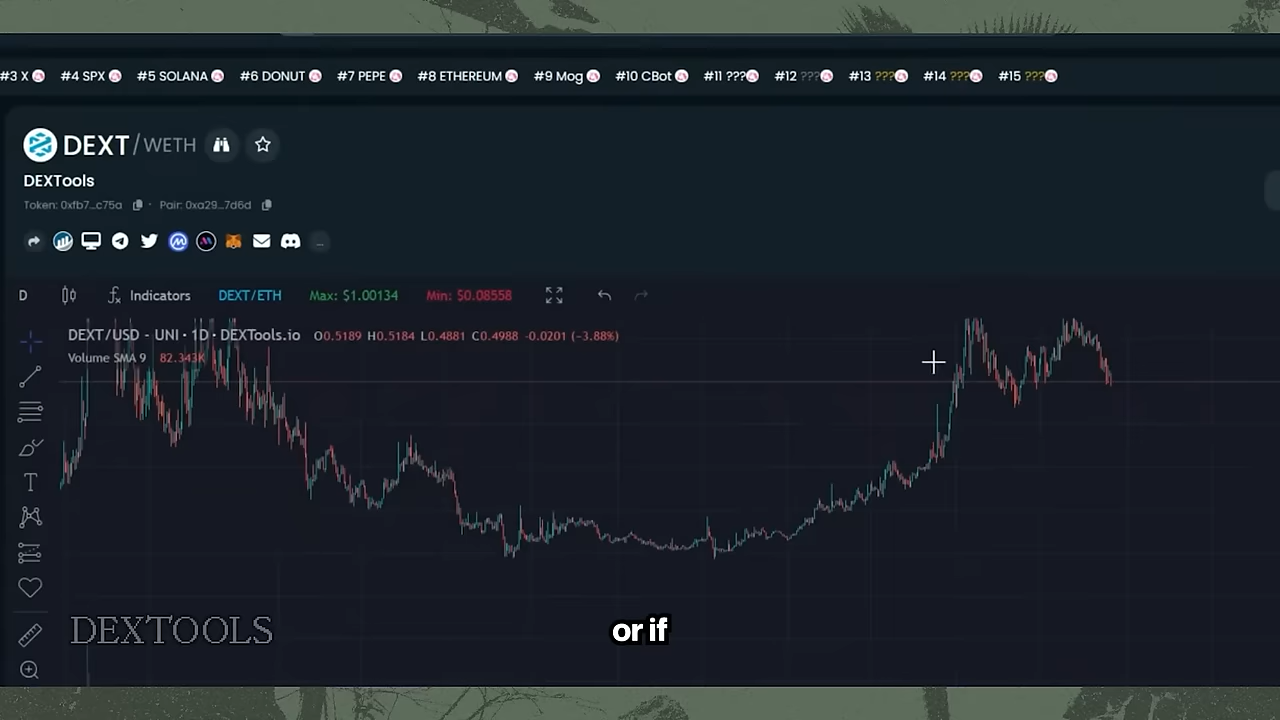 #3 X #4 SPX #5 SOLANA #6 DONUT #7 PEPE #8 ETHEREUM #9 Mog #10 CBot #11 ??? #12 ??? #13 ??? #14 ??? #15 ???
DEXT/WETH
DEXTools
Token: 0xfb7...c75a · Pair: 0xa29...7d6d
D Indicators DEXT/ETH Max: $1.00134 Min: $0.08558
DEXT/USD - UNI · 1D · DEXTools.io O0.5189 H0.5184 L0.4881 C0.4988 -0.0201 (-3.88%)
Volume SMA 9 82.343K
DEXTOOLS
or if